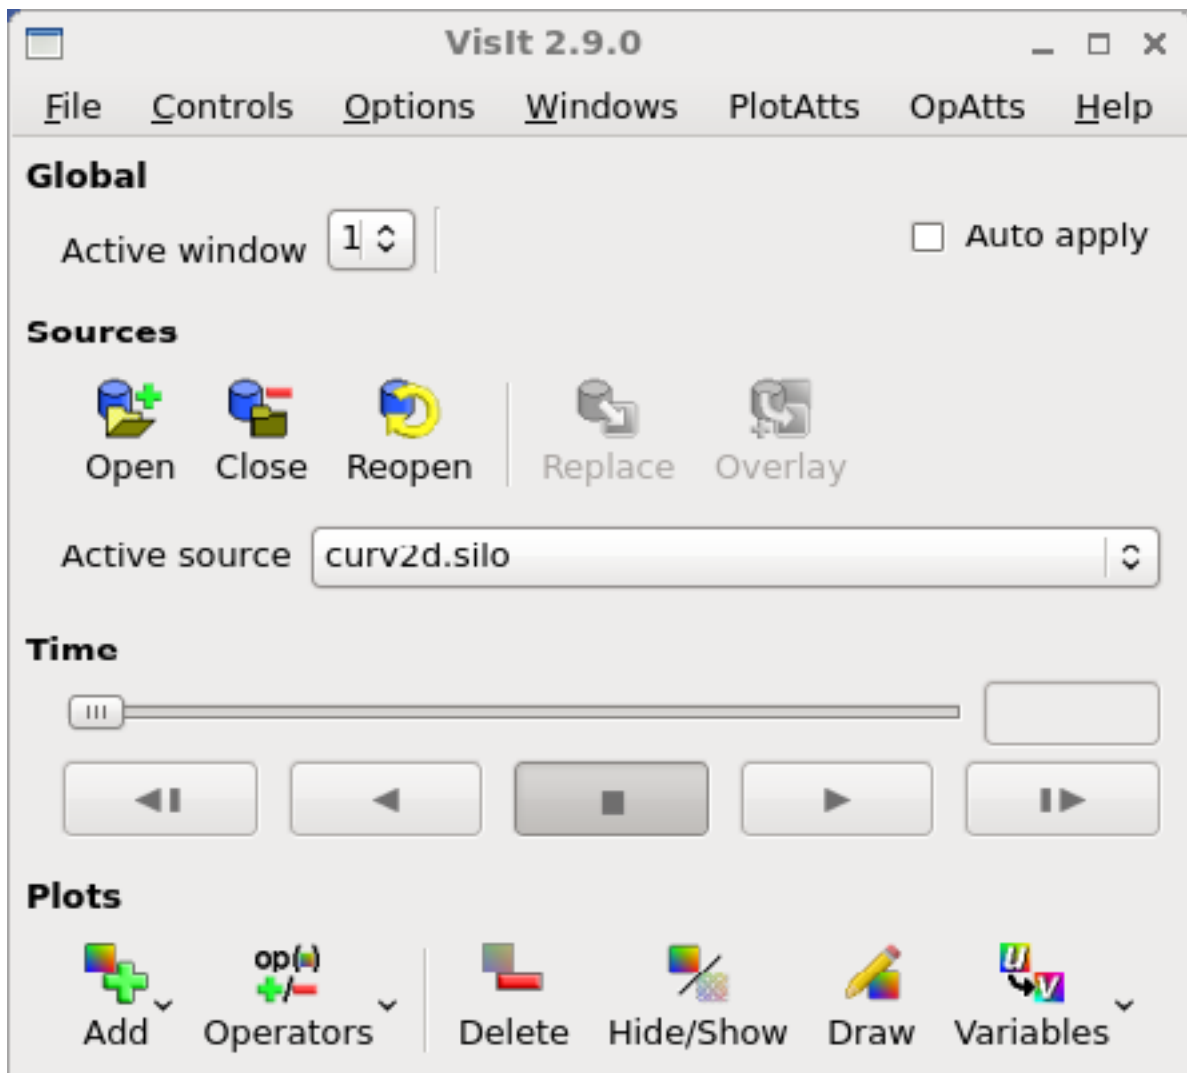 VisIt 2.9.0
File Controls Options Windows PlotAtts OpAtts Help
Global
Active window 1 Auto apply
Sources
Open Close Reopen Replace Overlay
Active source curv2d.silo
Time
Plots
op( )
+/-
u
v
Add Operators Delete Hide/Show Draw Variables